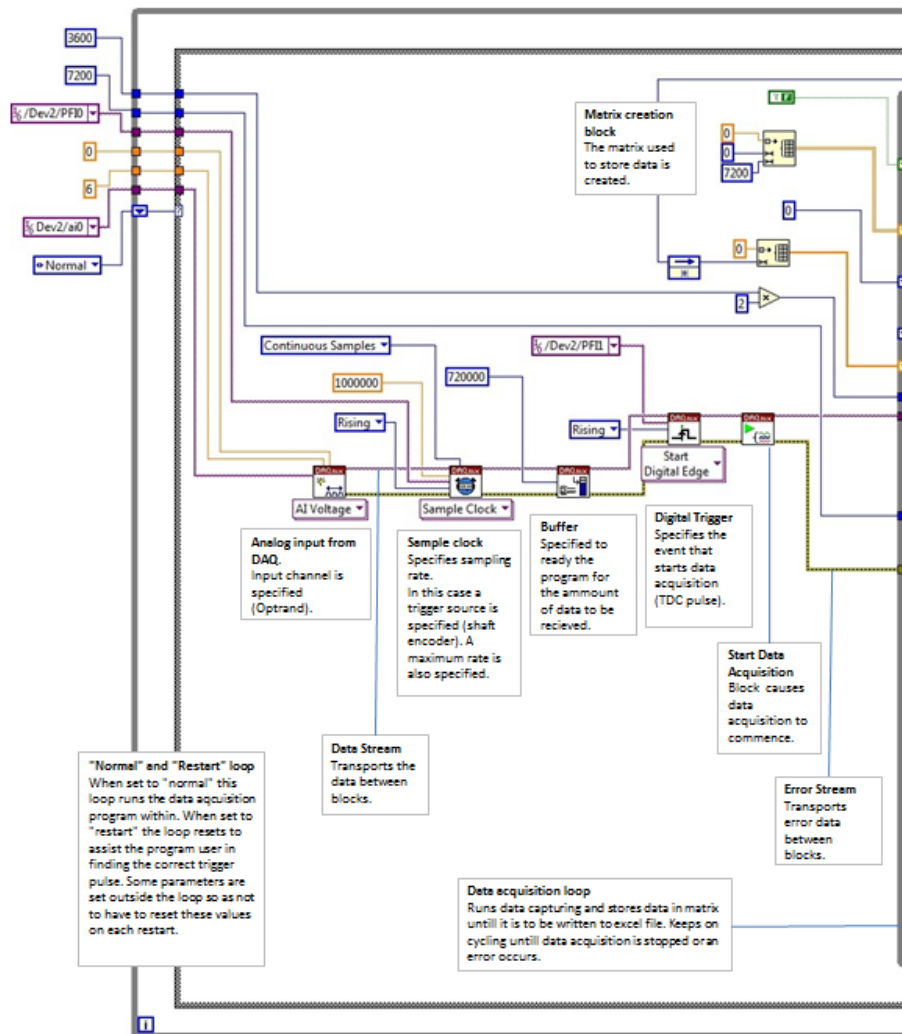 3600
7200
/Dev2/PFI0
0
6
Dev2/ai0
Normal
?
Matrix creation
block
The matrix used
to store data is
created.
T F
0
0
7200
0
0
2
x
Continuous Samples
1000000
Rising
720000
/Dev2/PFI1
Rising
DAQmx
AI Voltage
DAQmx
Sample Clock
DAQmx
DAQmx
Start
Digital Edge
DAQmx
Analog input from
DAQ.
Input channel is
specified
(Optrand).
Sample clock
Specifies sampling
rate.
In this case a
trigger source is
specified (shaft
encoder). A
maximum rate is
also specified.
Buffer
Specified to
ready the
program for
the ammount
of data to be
recieved.
Digital Trigger
Specifies the
event that
starts data
acquisition
(TDC pulse).
Start Data
Acquisition
Block causes
data
acquisition to
commence.
Data Stream
Transports the
data between
blocks.
Error Stream
Transports
error data
between
blocks.
"Normal" and "Restart" loop
When set to "normal" this
loop runs the data aqcuisition
program within. When set to
"restart" the loop resets to
assist the program user in
finding the correct trigger
pulse. Some parameters are
set outside the loop so as not
to have to reset these values
on each restart.
Data acquisition loop
Runs data capturing and stores data in matrix
untill it is to be written to excel file. Keeps on
cycling untill data acquisition is stopped or an
error occurs.
i